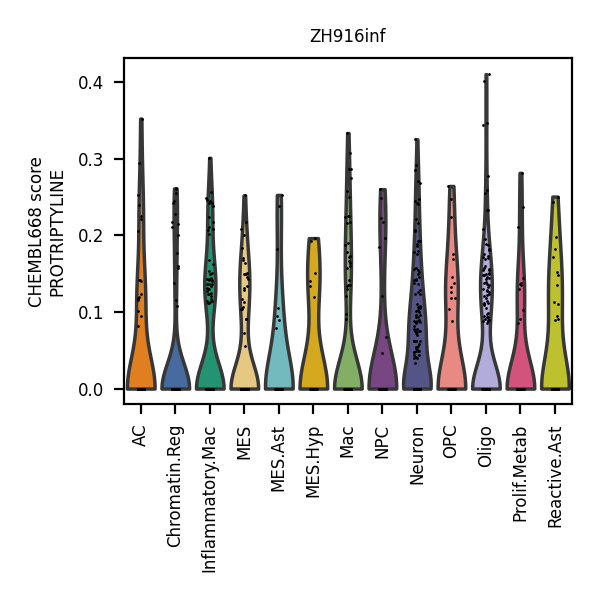 ZH916inf
CHEMBL668 score
PROTRIPTYLINE
0.4
0.3
0.2
0.1
0.0
AC
Chromatin.Reg
Inflammatory.Mac
MES
MES.Ast
MES.Hyp
Mac
NPC
Neuron
OPC
Oligo
Prolif.Metab
Reactive.Ast